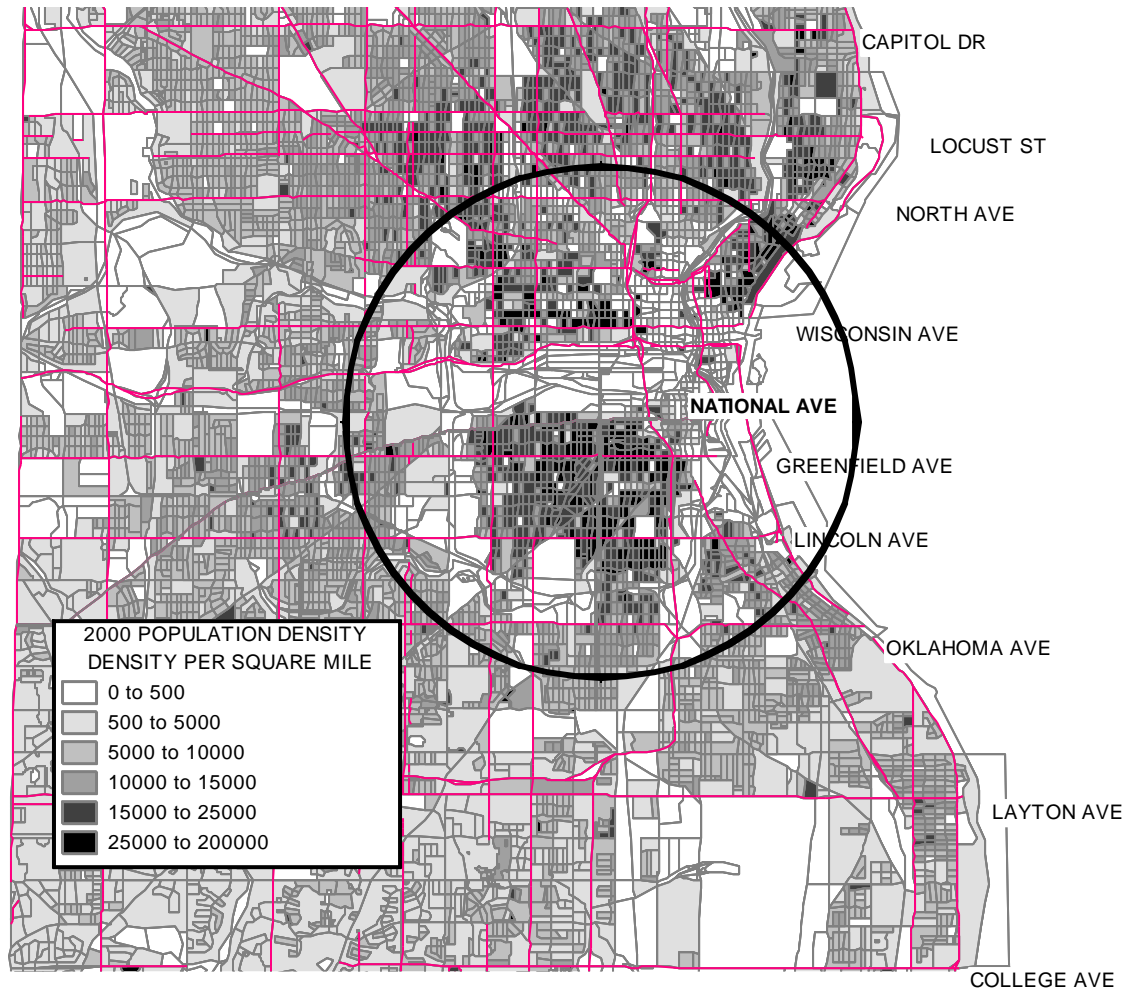 CAPITOL DR
LOCUST ST
NORTH AVE
WISCONSIN AVE
NATIONAL AVE
GREENFIELD AVE
LINCOLN AVE
2000 POPULATION DENSITY
DENSITY PER SQUARE MILE
0 to 500
500 to 5000
5000 to 10000
10000 to 15000
15000 to 25000
25000 to 200000
OKLAHOMA AVE
LAYTON AVE
COLLEGE AVE